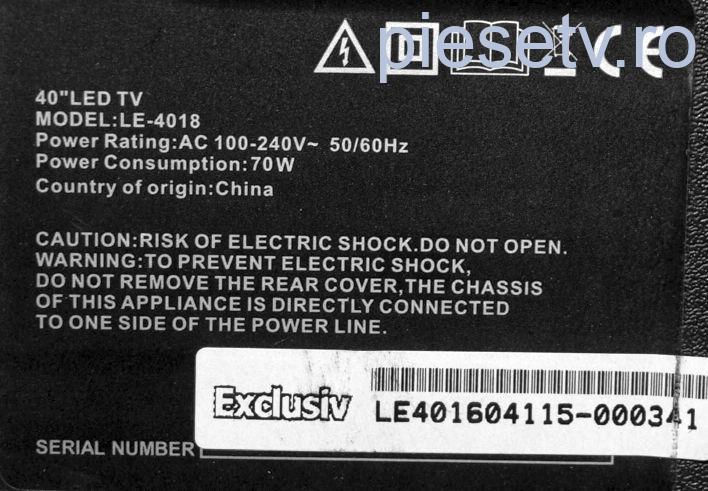 piesetv.ro
40"LED TV
MODEL:LE-4018
Power Rating:AC 100-240V~ 50/60Hz
Power Consumption:70W
Country of origin:China
CAUTION:RISK OF ELECTRIC SHOCK.DO NOT OPEN.
WARNING:TO PREVENT ELECTRIC SHOCK,
DO NOT REMOVE THE REAR COVER,THE CHASSIS
OF THIS APPLIANCE IS DIRECTLY CONNECTED
TO ONE SIDE OF THE POWER LINE.
Exclusiv
LE401604115-000341
SERIAL NUMBER